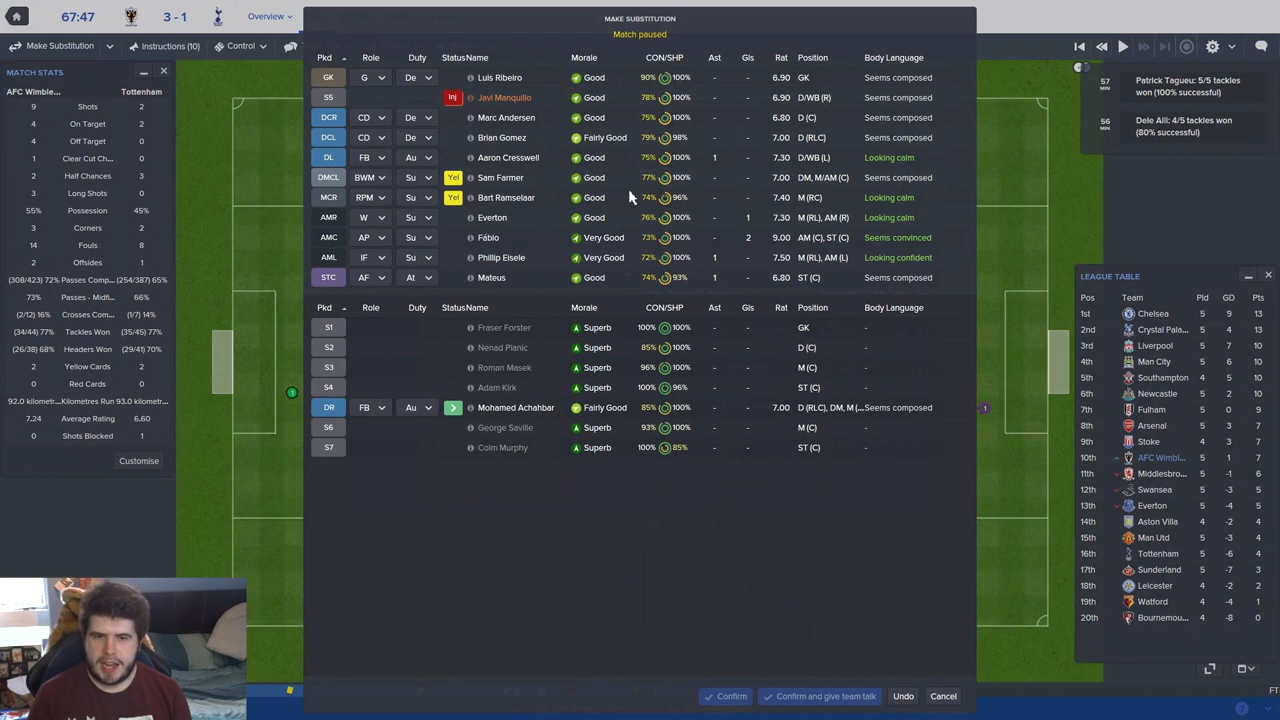 67:47 3 - 1 Overview
MAKE SUBSTITUTION
Match paused
Make Substitution Instructions (10) Control
MATCH STATS
AFC Wimble... Tottenham
9 Shots 2
4 On Target 2
4 Off Target
1 Clear Cut Ch...
2 Half Chances 3
3 Long Shots
55% Possession 45%
3 Corners 2
14 Fouls 8
2 Offsides 1
(308/423) 72% Passes Comp... (254/387) 65%
73% Passes - Midfi... 66%
(2/12) 16% Crosses Com... (1/7) 14%
(34/44) 77% Tackles Won (35/45) 77%
(26/38) 68% Headers Won (29/41) 70%
2 Yellow Cards 2
0 Red Cards 0
92.0 kilometr... Kilometres Run 93.0 kilometr...
7.24 Average Rating 6.60
0 Shots Blocked 1
Customise
Pkd Role Duty Status Name Morale CON/SHP Ast Gls Rat Position Body Language
GK G De Luis Ribeiro Good 90% 100% - - 6.90 GK Seems composed
S5 Inj Javi Manquillo Good 78% 100% - - 6.90 D/WB (R) Seems composed
DCR CD De Marc Andersen Good 75% 100% - - 6.80 D (C) Seems composed
DCL CD De Brian Gomez Fairly Good 79% 98% - - 7.00 D (RLC) Seems composed
DL FB Au Aaron Cresswell Good 75% 100% 1 - 7.30 D/WB (L) Looking calm
DMCL BWM Su Yel Sam Farmer Good 77% 100% - - 7.00 DM, M/AM (C) Seems composed
MCR RPM Su Yel Bart Ramselaar Good 74% 96% - - 7.40 M (RC) Looking calm
AMR W Su Everton Good 76% 100% - 1 7.30 M (RL), AM (R) Looking calm
AMC AP Su Fábio Very Good 73% 100% - 2 9.00 AM (C), ST (C) Seems convinced
AML IF Su Phillip Eisele Very Good 72% 100% 1 - 7.50 M (RL), AM (L) Looking confident
STC AF At Mateus Good 74% 93% 1 - 6.80 ST (C) Seems composed
Pkd Role Duty Status Name Morale CON/SHP Ast Gls Rat Position Body Language
S1 Fraser Forster Superb 100% 100% GK -
S2 Nenad Planic Superb 85% 100% D (C) -
S3 Roman Masek Superb 96% 100% M (C) -
S4 Adam Kirk Superb 100% 96% ST (C) -
DR FB Au Mohamed Achahbar Fairly Good 85% 100% - - 7.00 D (RLC), DM, M (... Seems composed
S6 George Saville Superb 93% 100% M (C) -
S7 Colm Murphy Superb 100% 85% ST (C) -
Confirm Confirm and give team talk Undo Cancel
57 MIN Patrick Tagueu: 5/5 tackles won (100% successful)
56 MIN Dele Alli: 4/5 tackles won (80% successful)
LEAGUE TABLE
Pos Team Pld GD Pts
1st Chelsea 5 9 13
2nd Crystal Pala... 5 4 13
3rd Liverpool 5 7 10
4th Man City 5 6 10
5th Southampton 5 4 10
6th Newcastle 5 2 10
7th Fulham 5 0 9
8th Arsenal 5 3 7
9th Stoke 4 3 7
10th AFC Wimbl... 5 1 7
11th Middlesbro... 5 -1 6
12th Swansea 5 -3 5
13th Everton 5 -4 5
14th Aston Villa 4 -2 4
15th Man Utd 5 -3 4
16th Tottenham 5 -6 4
17th Sunderland 5 -7 3
18th Leicester 4 -2 2
19th Watford 4 -4 1
20th Bournemou... 4 -8 0
FT